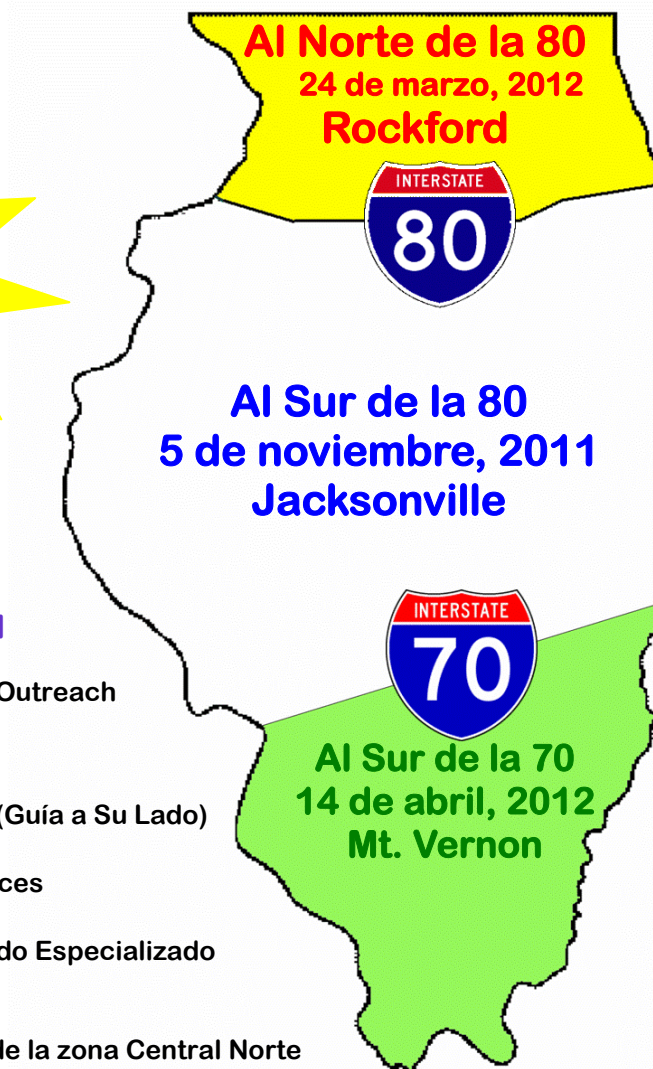 Al Norte de la 80
24 de marzo, 2012
Rockford
INTERSTATE
80
Al Sur de la 80
5 de noviembre, 2011
Jacksonville
INTERSTATE
70
Al Sur de la 70
14 de abril, 2012
Mt. Vernon
Outreach
(Guía a Su Lado)
Especializado
de la zona Central Norte